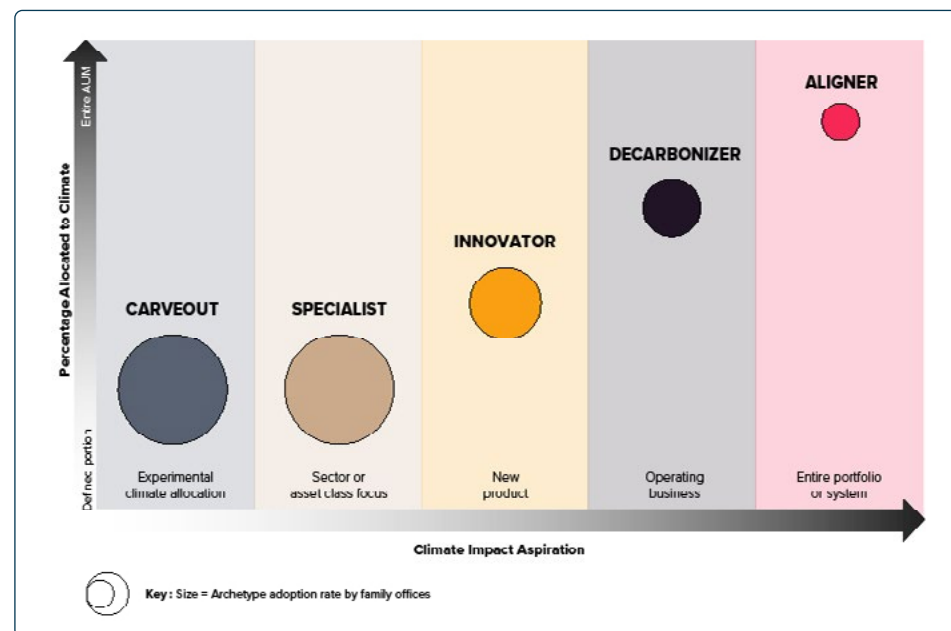 Entire AUM
Percentage Allocated to Climate
Defined portion
ALIGNER
DECARBONIZER
INNOVATOR
CARVEOUT
SPECIALIST
Experimental
climate allocation
Sector or
asset class focus
New
product
Operating
business
Entire portfolio
or system
Climate Impact Aspiration
Key: Size = Archetype adoption rate by family offices